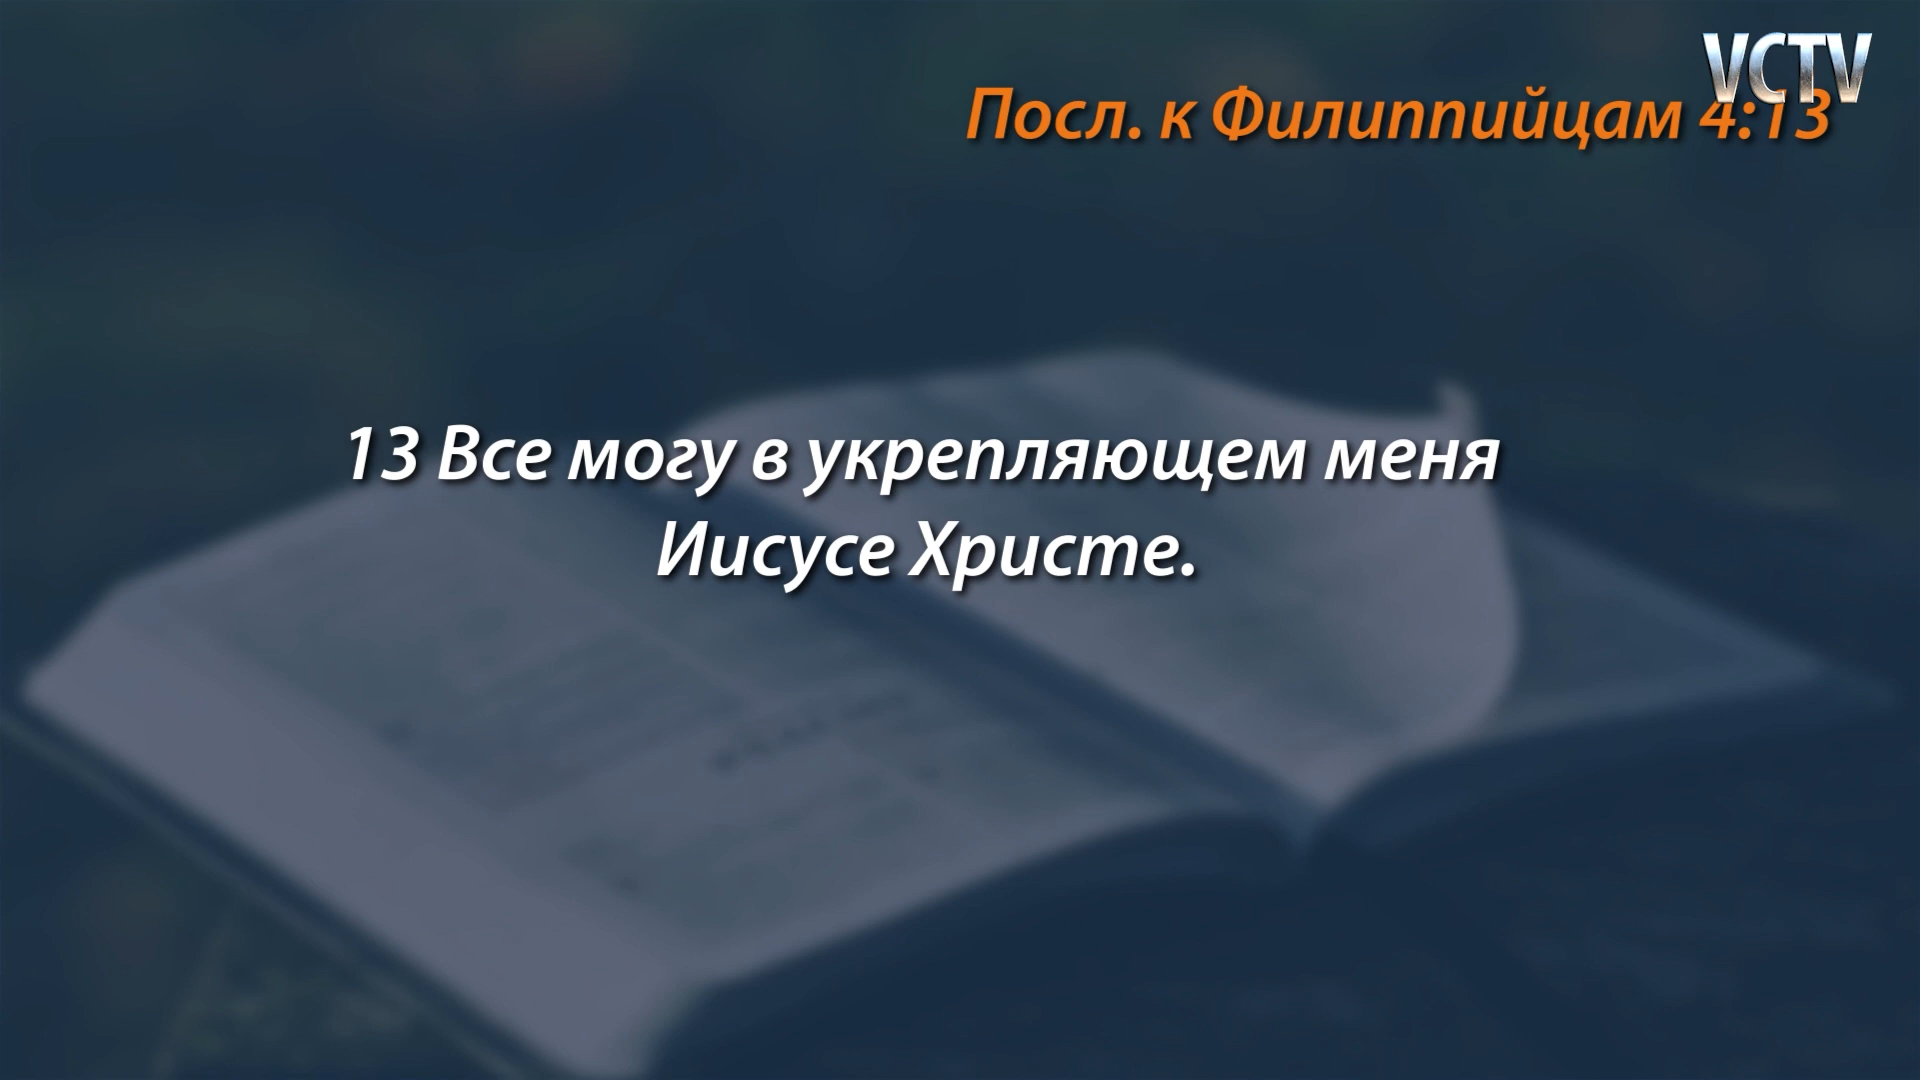 VCTV
Посл. к Филиппийцам 4:13
13 Все могу в укрепляющем меня
Иисусе Христе.